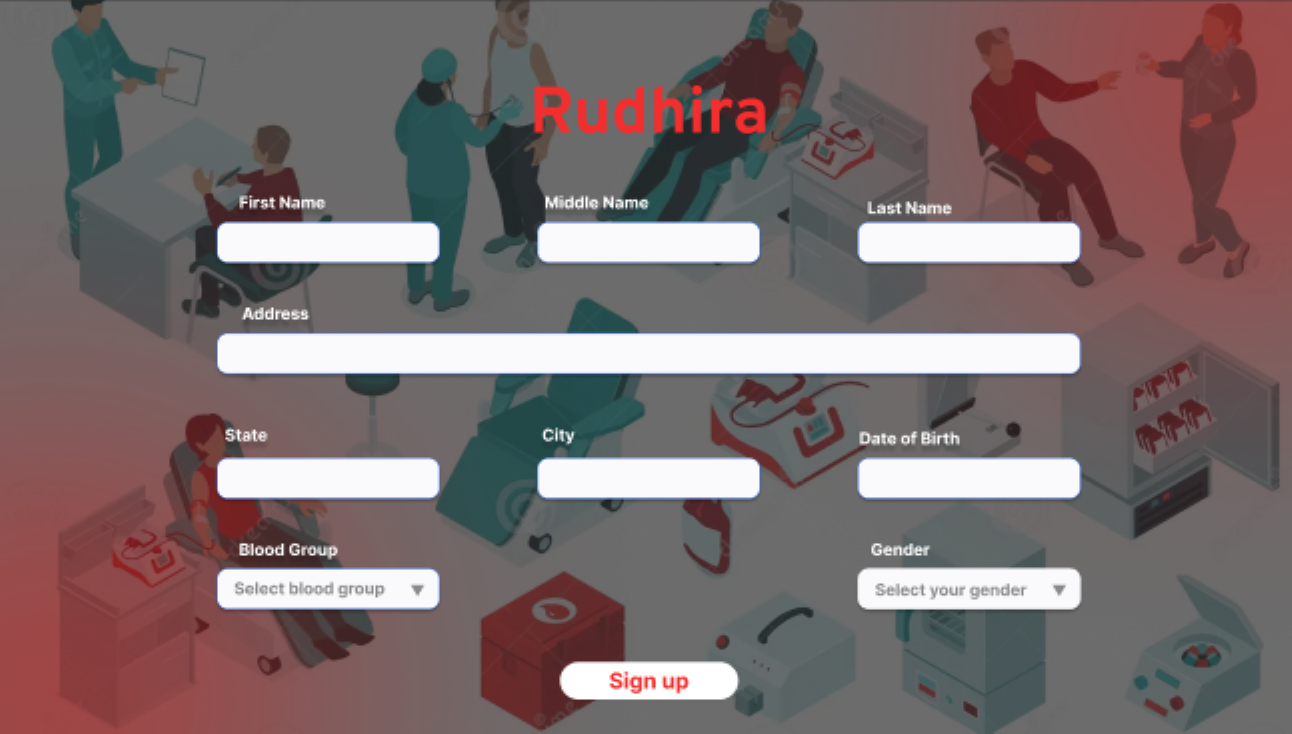 Rudhira
First Name
Middle Name
Last Name
Address
State
City
Date of Birth
Blood Group
Gender
Select blood group
Select your gender
Sign up